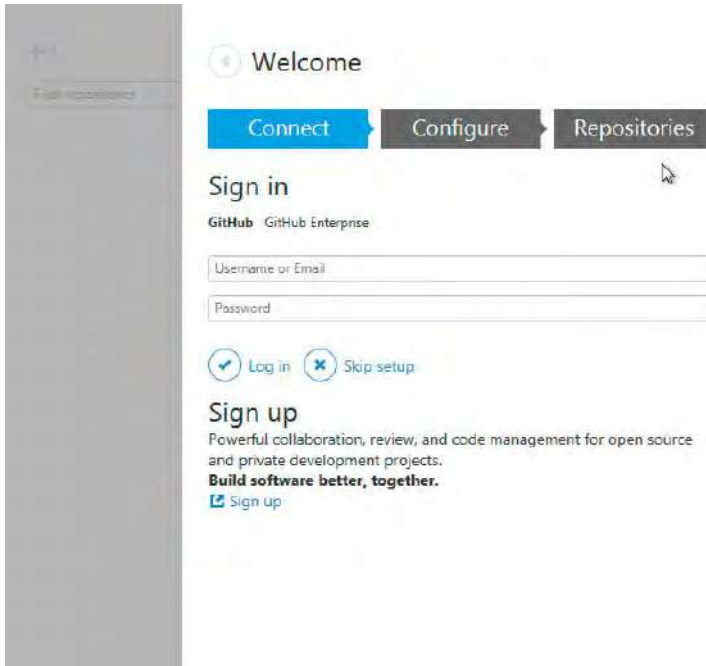 Welcome
Connect Configure Repositories
Sign in
GitHub GitHub Enterprise
Username or Email
Password
Log in Skip setup
Sign up
Powerful collaboration, review, and code management for open source
and private development projects.
Build software better, together.
Sign up